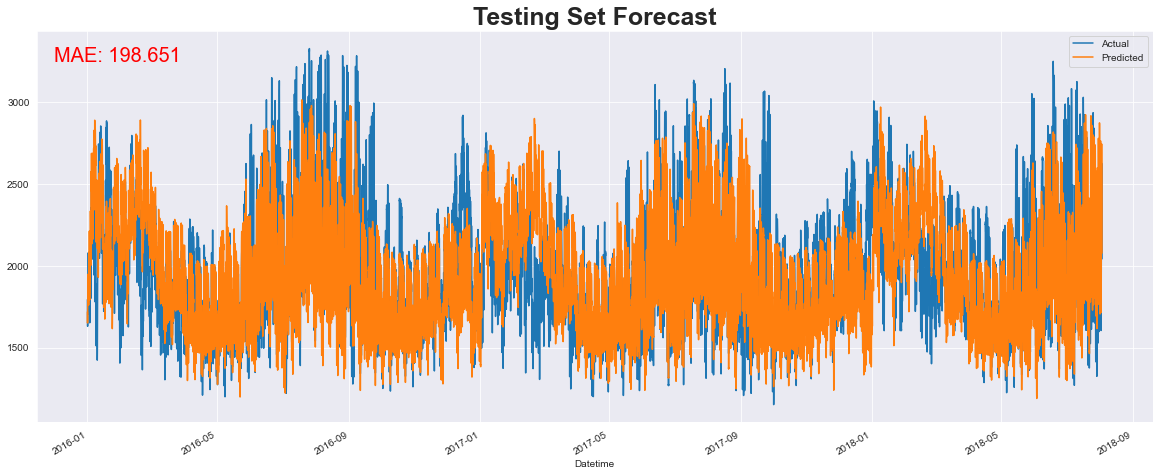 Testing Set Forecast
MAE: 198.651
Actual
Predicted
3000
2500
2000
1500
2016-01
2016-05
2016-09
2017-01
2017-05
2017-09
2018-01
2018-05
2018-09
Datetime